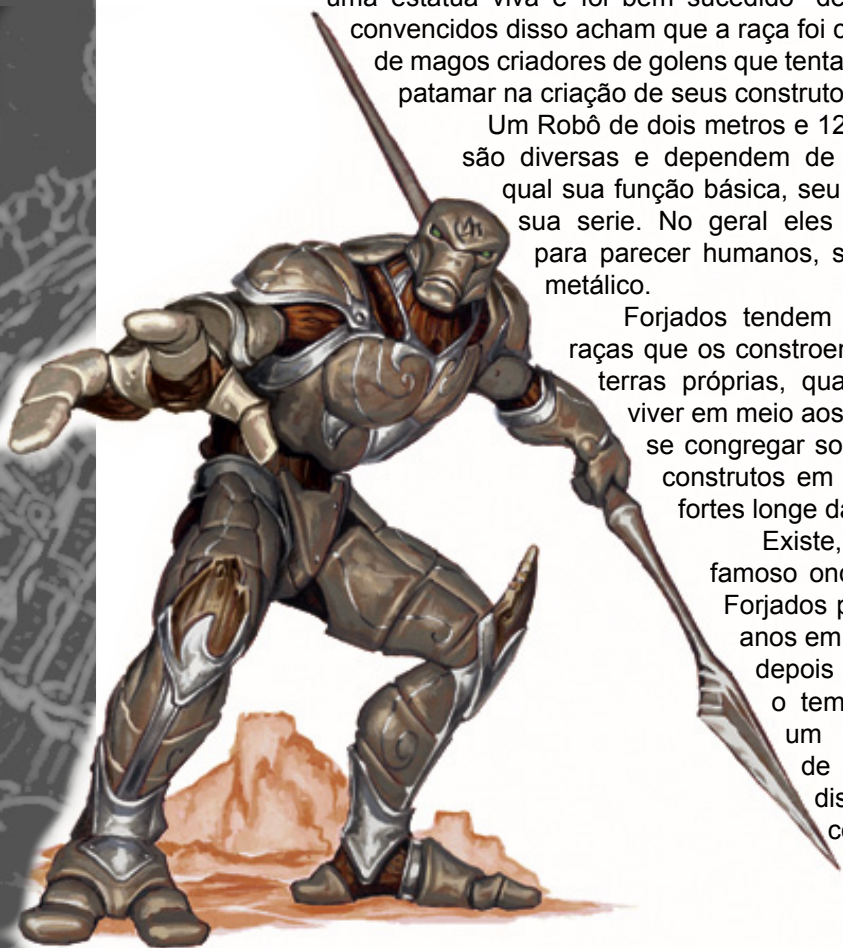 uma estátua viva e foi bem sucedido de
convencidos disso acham que a raça foi c
de magos criadores de golens que tenta
patamar na criação de seus construto
Um Robô de dois metros e 12
são diversas e dependem de
qual sua função básica, seu
sua serie. No geral eles
para parecer humanos, s
metálico.
Forjados tendem
raças que os constroem
terras próprias, qua
viver em meio aos
se congregar so
construtos em
fortes longe da
Existe,
famoso ond
Forjados p
anos em
depois
o tem
um
de
dis
co